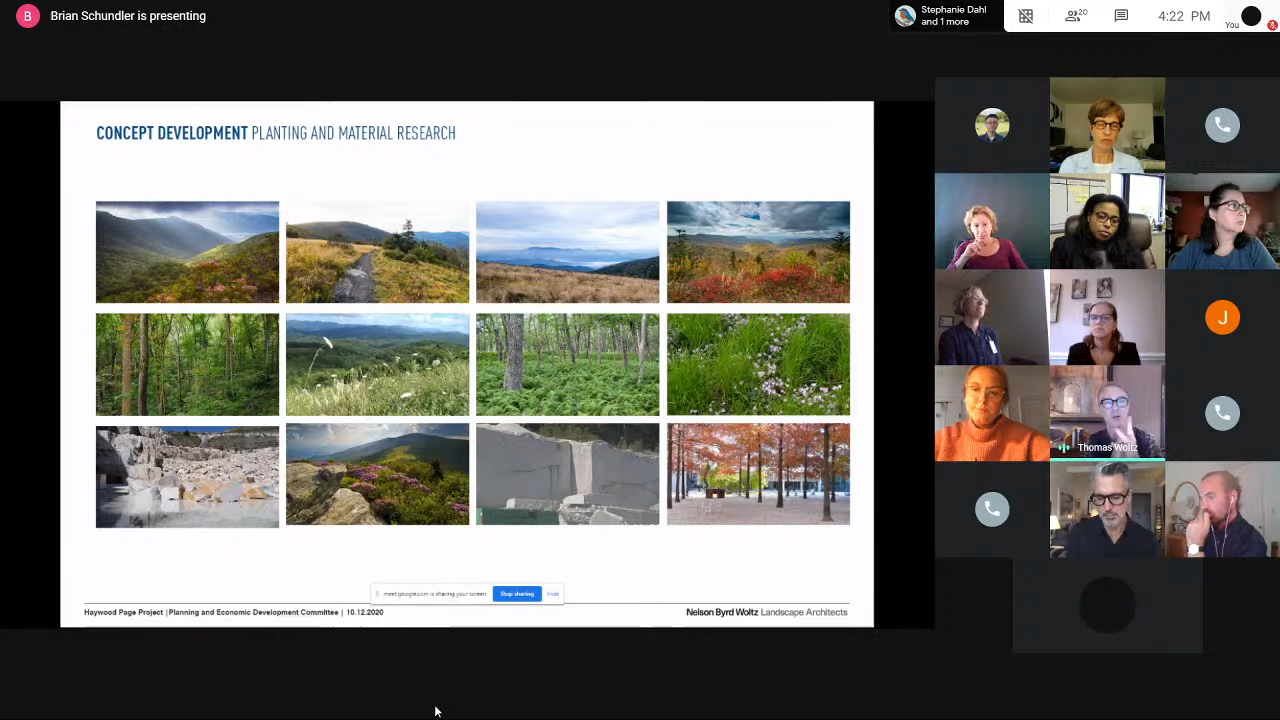 B
Brian Schundler is presenting
Stephanie Dahl
and 1 more
20
4:22 PM
You
CONCEPT DEVELOPMENT PLANTING AND MATERIAL RESEARCH
J
Thomas Woltz
meet.google.com is sharing your screen
Stop sharing
Hide
Haywood Page Project | Planning and Economic Development Committee | 10.12.2020
Nelson Byrd Woltz Landscape Architects